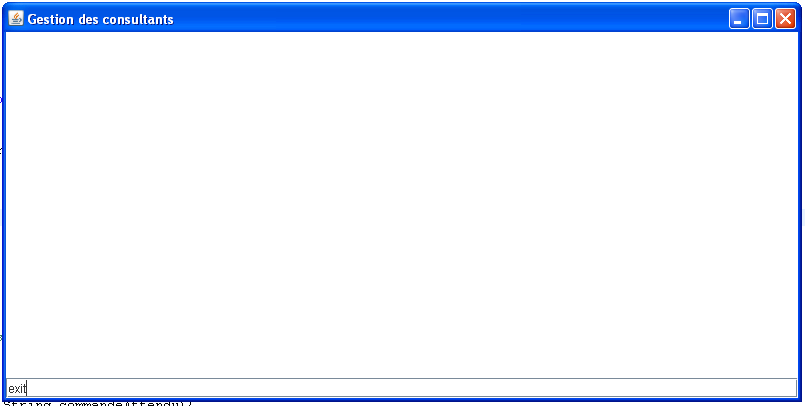 Gestion des consultants
exit
String commandeAttendu)